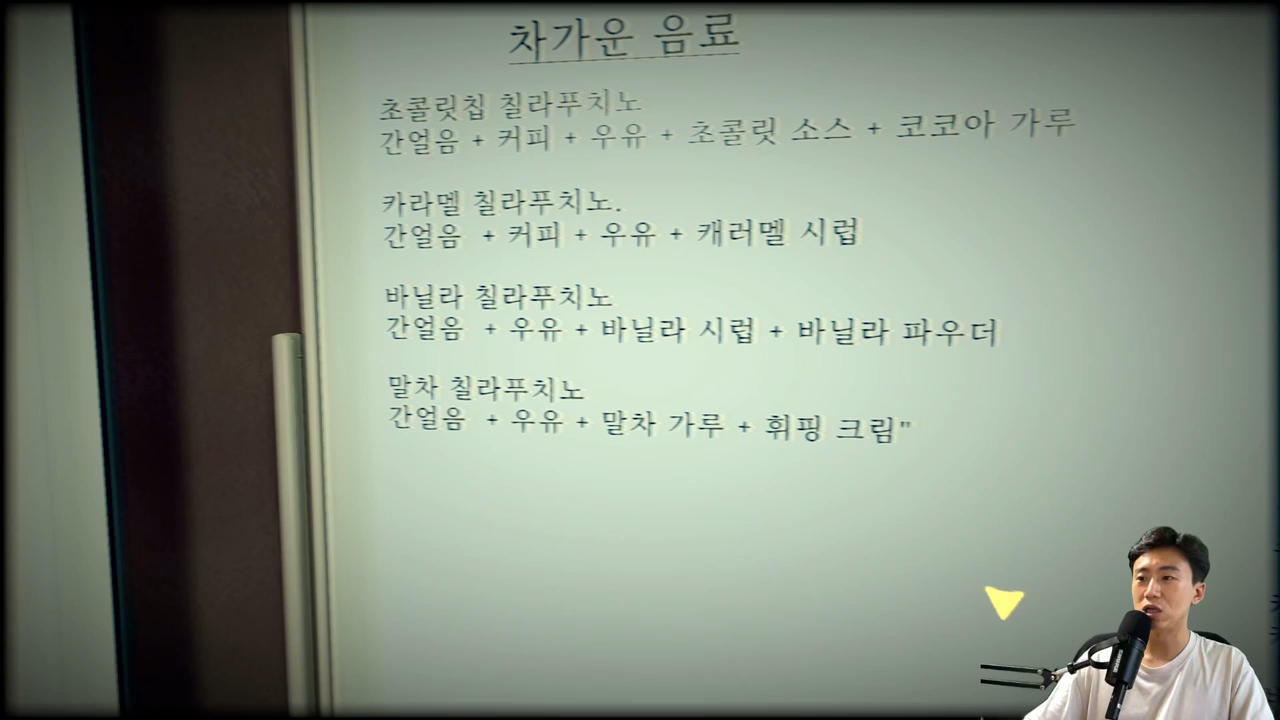 차가운 음료
초콜릿칩 칠라푸치노
간얼음 + 커피 + 우유 + 초콜릿 소스 + 코코아 가루
카라멜 칠라푸치노.
간얼음 + 커피 + 우유 + 캐러멜 시럽
바닐라 칠라푸치노
간얼음 + 우유 + 바닐라 시럽 + 바닐라 파우더
말차 칠라푸치노
간얼음 + 우유 + 말차 가루 + 휘핑 크림"